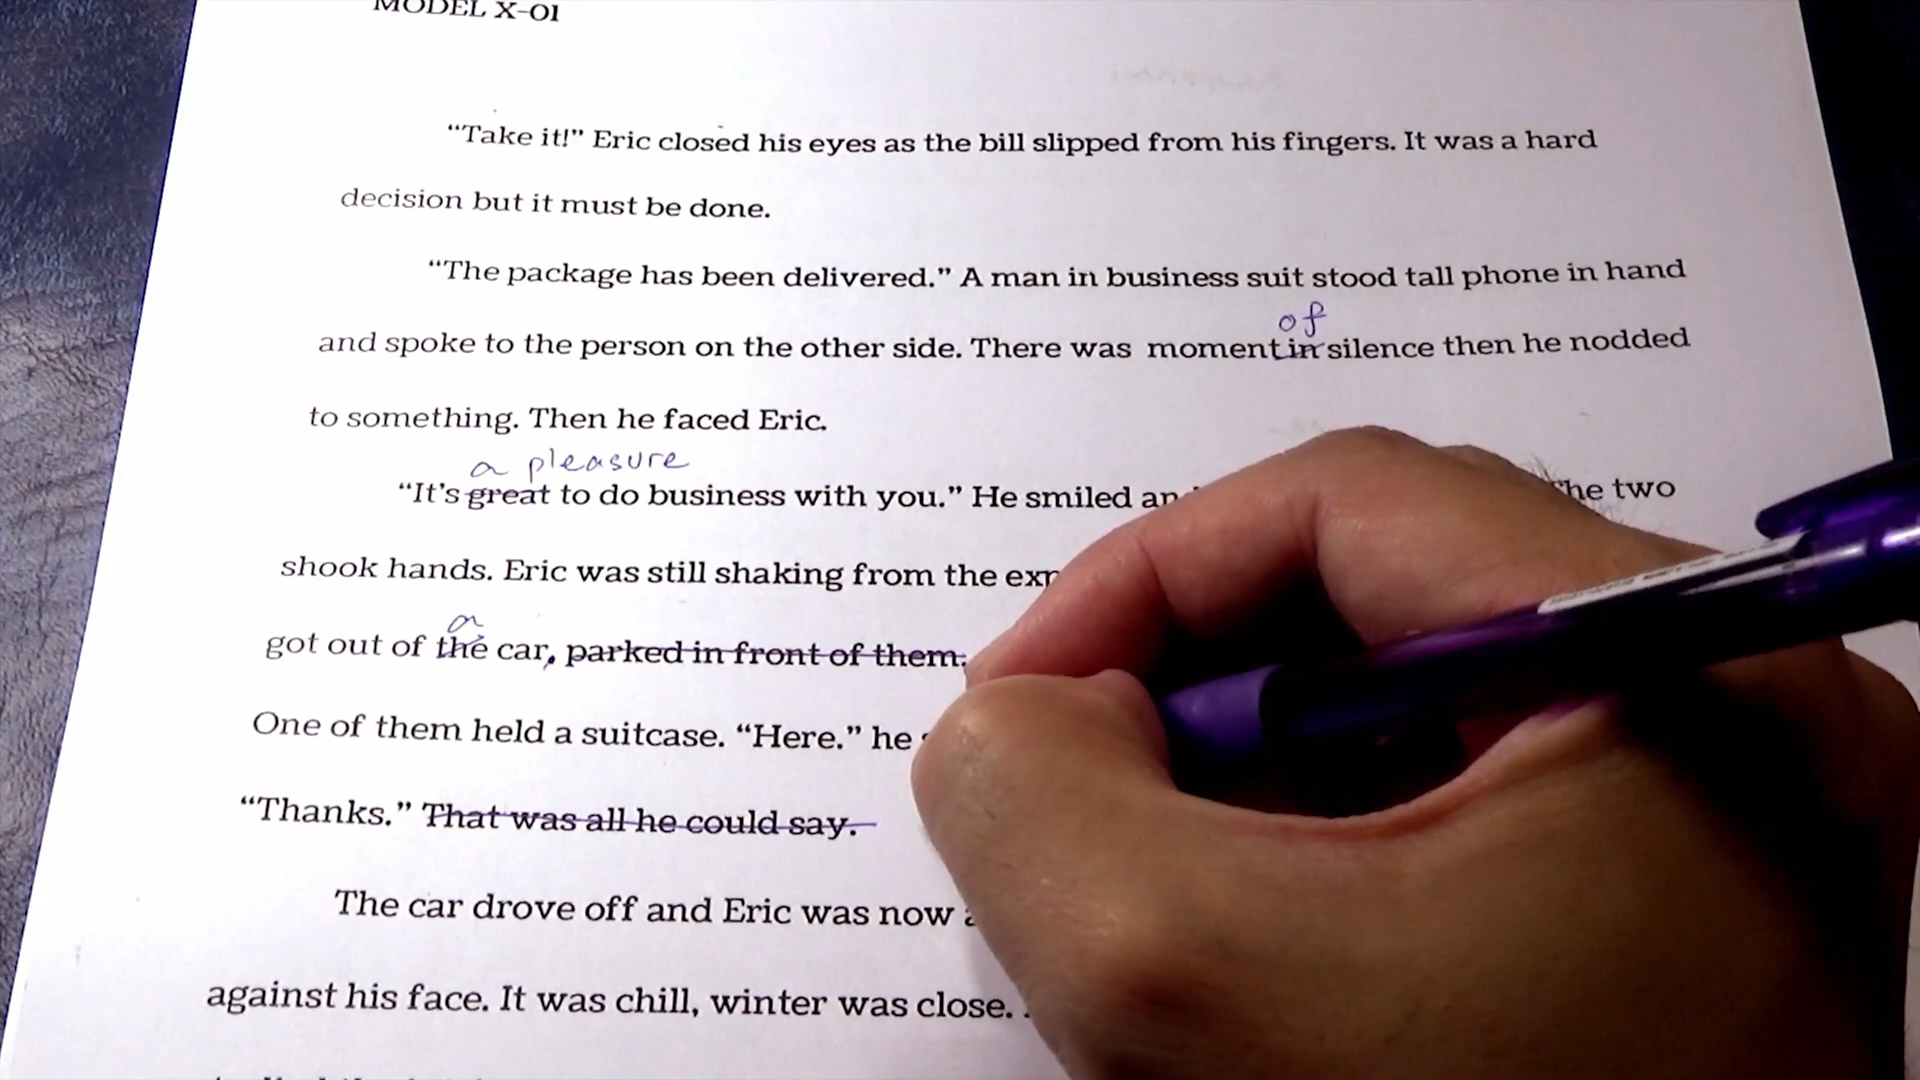 MODEL X-01
“Take it!” Eric closed his eyes as the bill slipped from his fingers. It was a hard
decision but it must be done.
“The package has been delivered.” A man in business suit stood tall phone in hand
of
and spoke to the person on the other side. There was moment in silence then he nodded
to something. Then he faced Eric.
a pleasure
“It’s great to do business with you.” He smiled two
shook hands. Eric was still shaking from the
a
got out of the car, parked in front of them.
One of them held a suitcase. “Here.” he
“Thanks.” That was all he could say.
The car drove off and Eric was now
against his face. It was chill, winter was close.